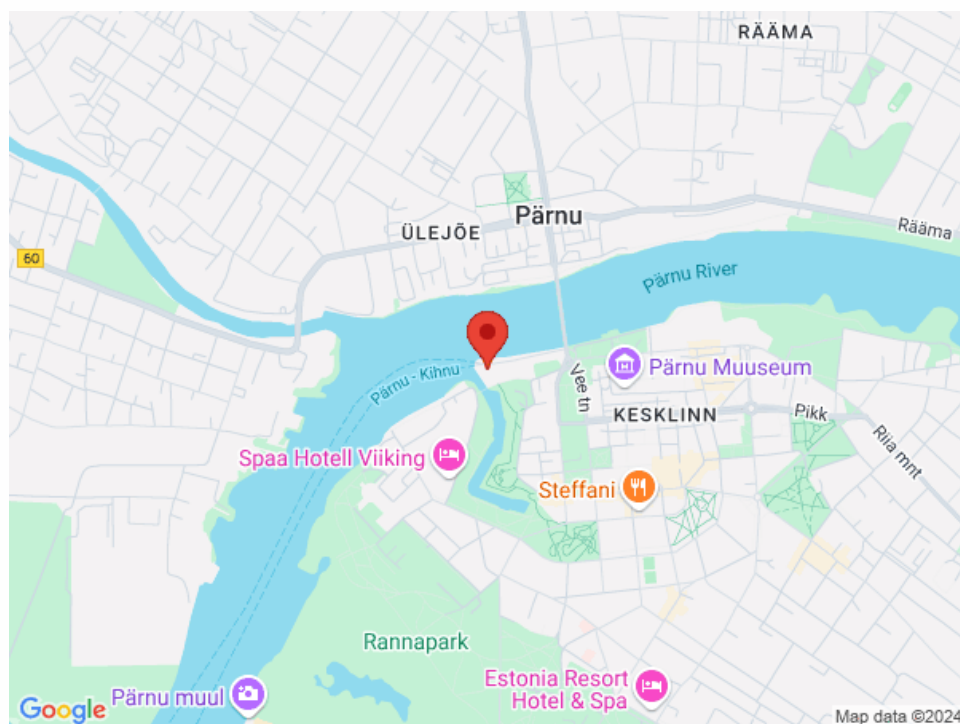 RÄÄMA
Pärnu
ÜLEJÕE
Rääma
60
Pärnu River
Pärnu - Kihnu
Vee tn
Pärnu Muuseum
KESKLINN
Pikk
Riia mnt
Spaa Hotell Viiking
Steffani
Rannapark
Estonia Resort
Hotel & Spa
Pärnu muul
Google
Map data ©2024